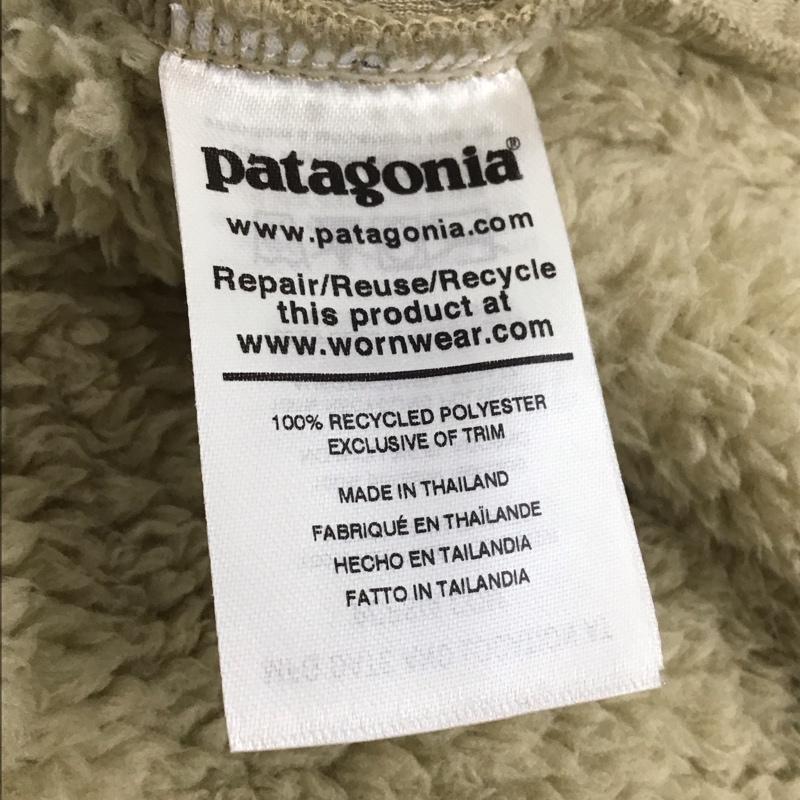 patagonia®
www.patagonia.com
Repair/Reuse/Recycle
this product at
www.wornwear.com
100% RECYCLED POLYESTER
EXCLUSIVE OF TRIM
MADE IN THAILAND
FABRIQUÉ EN THAÏLANDE
HECHO EN TAILANDIA
FATTO IN TAILANDIA